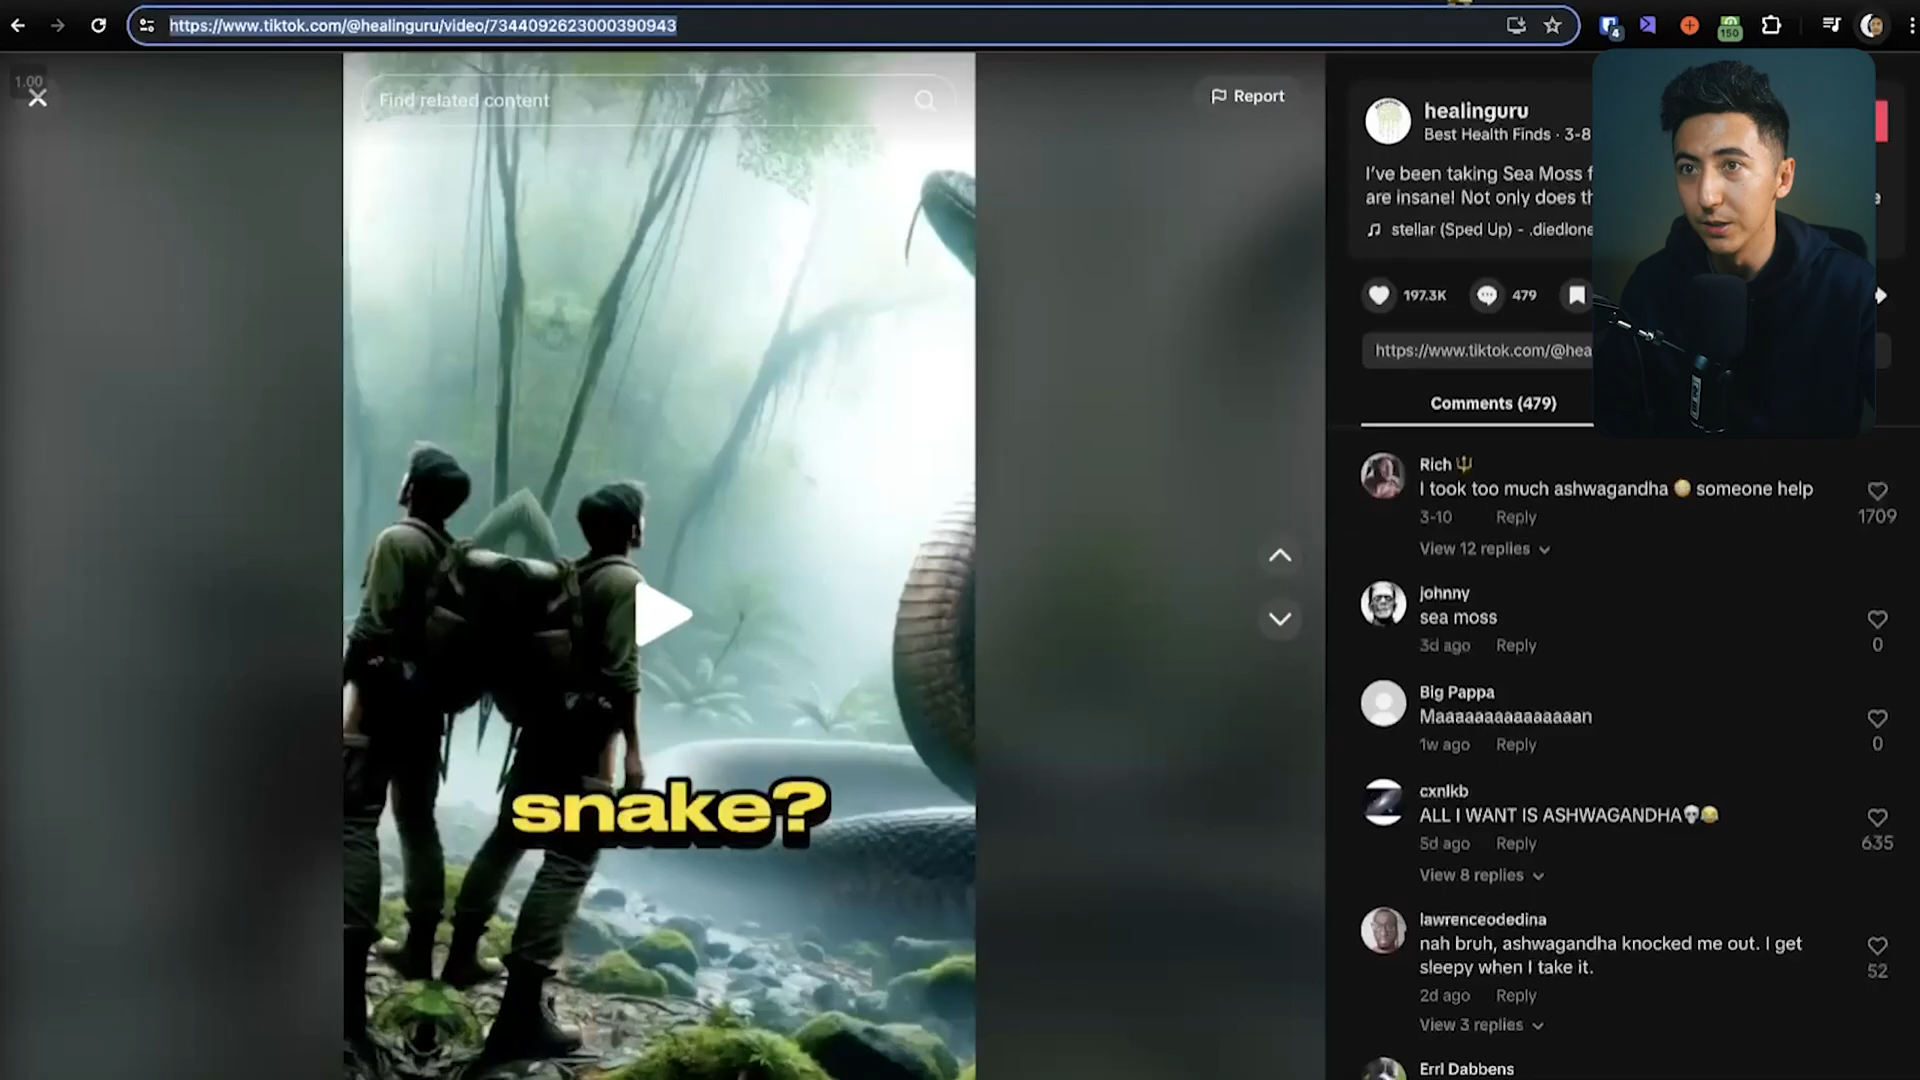 https://www.tiktok.com/@healinguru/video/7344092623000390943
4
150
1.00
Find related content
Report
snake?
healinguru
Best Health Finds · 3-8
I've been taking Sea Moss f
are insane! Not only does th
e
stellar (Sped Up) - .diedlone
197.3K
479
https://www.tiktok.com/@hea
Comments (479)
Rich
I took too much ashwagandha someone help
3-10 Reply
1709
View 12 replies
johnny
sea moss
3d ago Reply
0
Big Pappa
Maaaaaaaaaaaaaaan
1w ago Reply
0
cxnlkb
ALL I WANT IS ASHWAGANDHA💀😂
5d ago Reply
635
View 8 replies
lawrenceodedina
nah bruh, ashwagandha knocked me out. I get
sleepy when I take it.
2d ago Reply
52
View 3 replies
Errl Dabbens